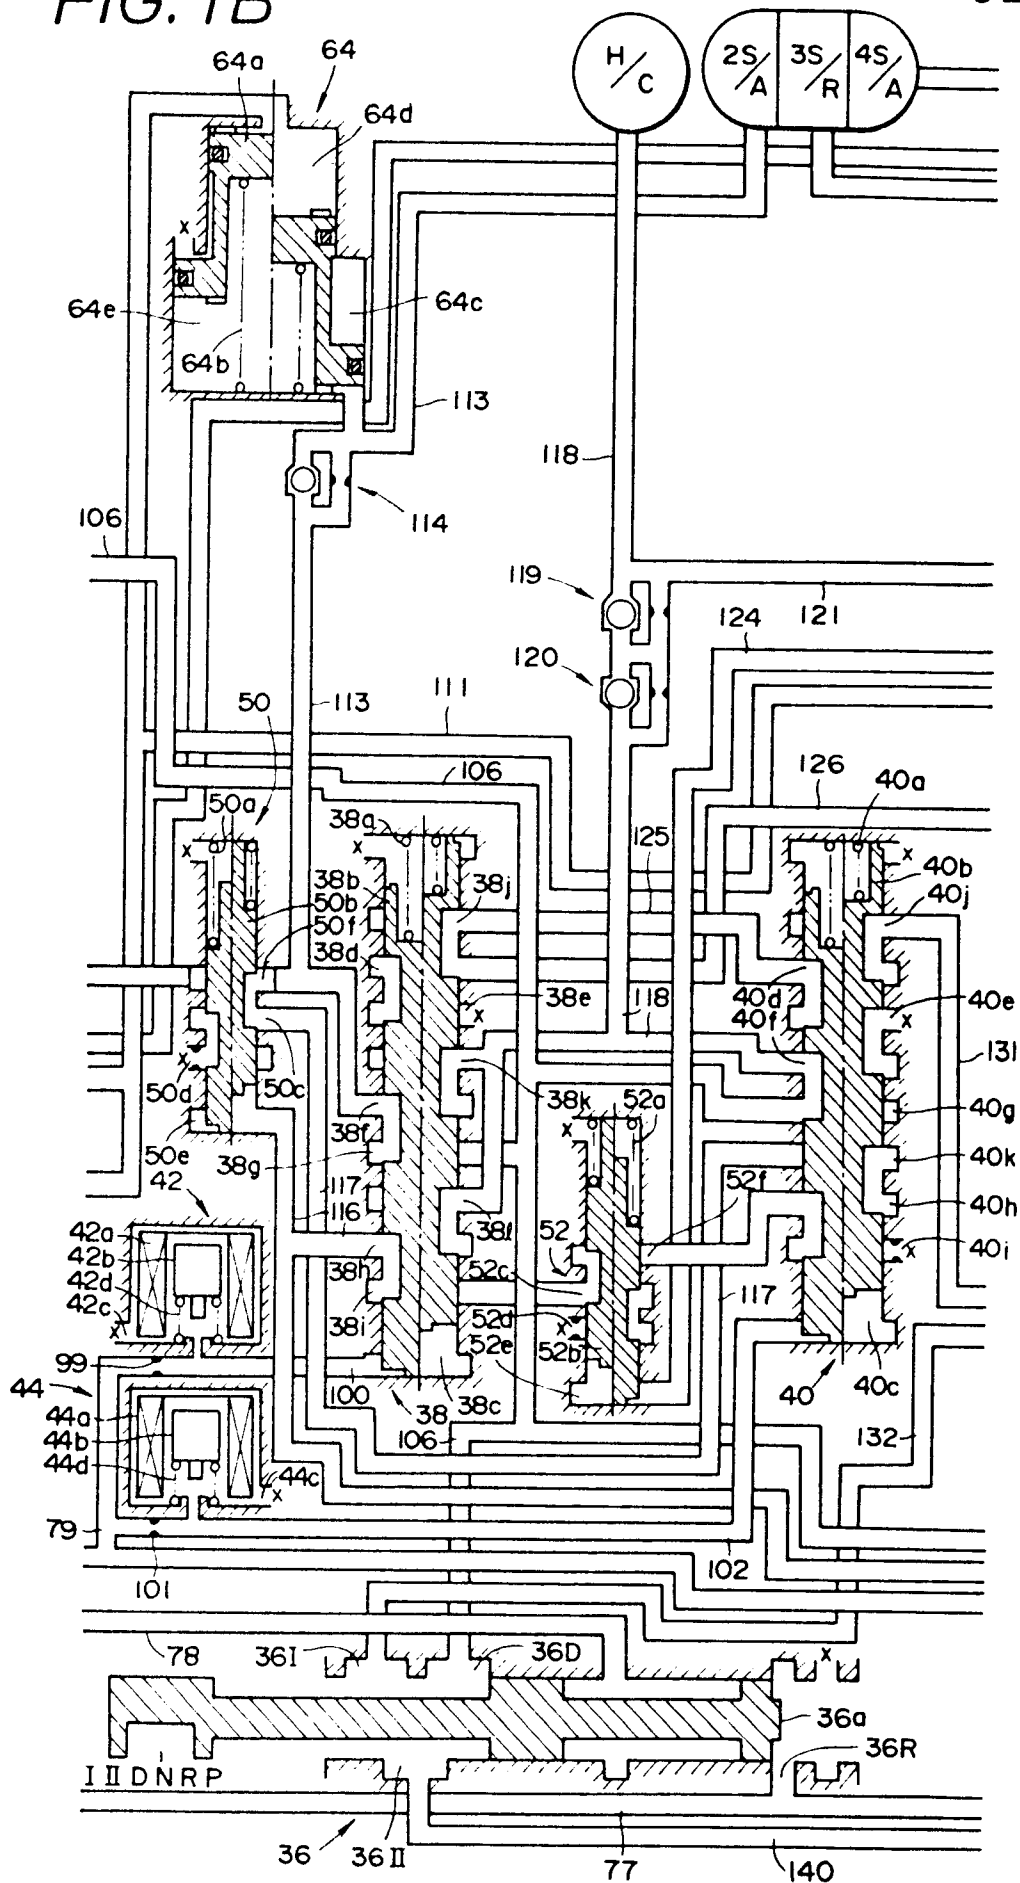 FIG. 1B
64
64a
64d
H/C
2S/A 3S/R 4S/A
x
64e
64c
64b
113
118
114
106
119
121
124
120
50
113
111
106
126
50a
38a
40a
x
x
125
x
40b
38b
38j
40j
50b
50f
38d
38e
118
40d
40e
x
40f
x
131
x
50d
50c
38k
52a
40g
50e
38f
x
40k
42
38g
52f
117
38l
40h
42a
116
52
42b
38h
52c
40i
x
42d
117
42c
38i
52d
x
x
52e
52b
99
44
100
38
38c
40
40c
44a
106
44b
132
44d
44c
x
79
101
102
78
36I
36D
x
36a
36R
I II D N R P
36
36II
77
140